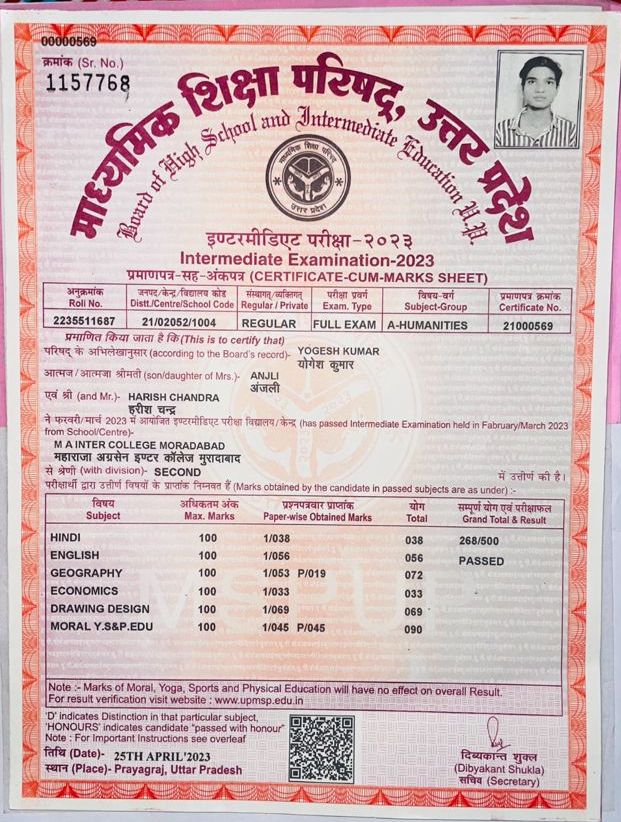 00000569
क्रमांक (Sr. No.)
1157768
माध्यमिक शिक्षा परिषद्, उत्तर प्रदेश
Board of High School and Intermediate Education U.P.
माध्यमिक शिक्षा परिषद
उत्तर प्रदेश
इण्टरमीडिएट परीक्षा-२०२३
Intermediate Examination-2023
प्रमाणपत्र-सह-अंकपत्र (CERTIFICATE-CUM-MARKS SHEET)
अनुक्रमांक जनपद/केन्द्र/विद्यालय कोड संस्थागत/व्यक्तिगत परीक्षा प्रवर्ग विषय-वर्ग प्रमाणपत्र क्रमांक
Roll No. Distt./Centre/School Code Regular / Private Exam. Type Subject-Group Certificate No.
2235511687 21/02052/1004 REGULAR FULL EXAM A-HUMANITIES 21000569
प्रमाणित किया जाता है कि (This is to certify that)
परिषद् के अभिलेखानुसार (according to the Board's record)- YOGESH KUMAR
योगेश कुमार
आत्मज / आत्मजा श्रीमती (son/daughter of Mrs.)- ANJLI
अंजली
एवं श्री (and Mr.)- HARISH CHANDRA
हरीश चन्द्र
ने फरवरी/मार्च 2023 में आयोजित इण्टरमीडिएट परीक्षा विद्यालय/केन्द्र (has passed Intermediate Examination held in Fabruary/March 2023
from School/Centre)-
M A INTER COLLEGE MORADABAD
महाराजा अग्रसेन इण्टर कॉलेज मुरादाबाद
से श्रेणी (with division)- SECOND में उत्तीर्ण की है।
परीक्षार्थी द्वारा उत्तीर्ण विषयों के प्राप्तांक निम्नवत हैं (Marks obtained by the candidate in passed subjects are as under) :-
विषय अधिकतम अंक प्रश्नपत्रवार प्राप्तांक योग सम्पूर्ण योग एवं परीक्षाफल
Subject Max. Marks Paper-wise Obtained Marks Total Grand Total & Result
HINDI 100 1/038 038 268/500
ENGLISH 100 1/056 056 PASSED
GEOGRAPHY 100 1/053 P/019 072
ECONOMICS 100 1/033 033
DRAWING DESIGN 100 1/069 069
MORAL Y.S&P.EDU 100 1/045 P/045 090
Note :- Marks of Moral, Yoga, Sports and Physical Education will have no effect on overall Result.
For result verification visit website : www.upmsp.edu.in
'D' indicates Distinction in that particular subject,
'HONOURS' indicates candidate "passed with honour"
Note : For Important Instructions see overleaf
तिथि (Date)- 25TH APRIL'2023
स्थान (Place)- Prayagraj, Uttar Pradesh
दिब्यकान्त शुक्ल
(Dibyakant Shukla)
सचिव (Secretary)